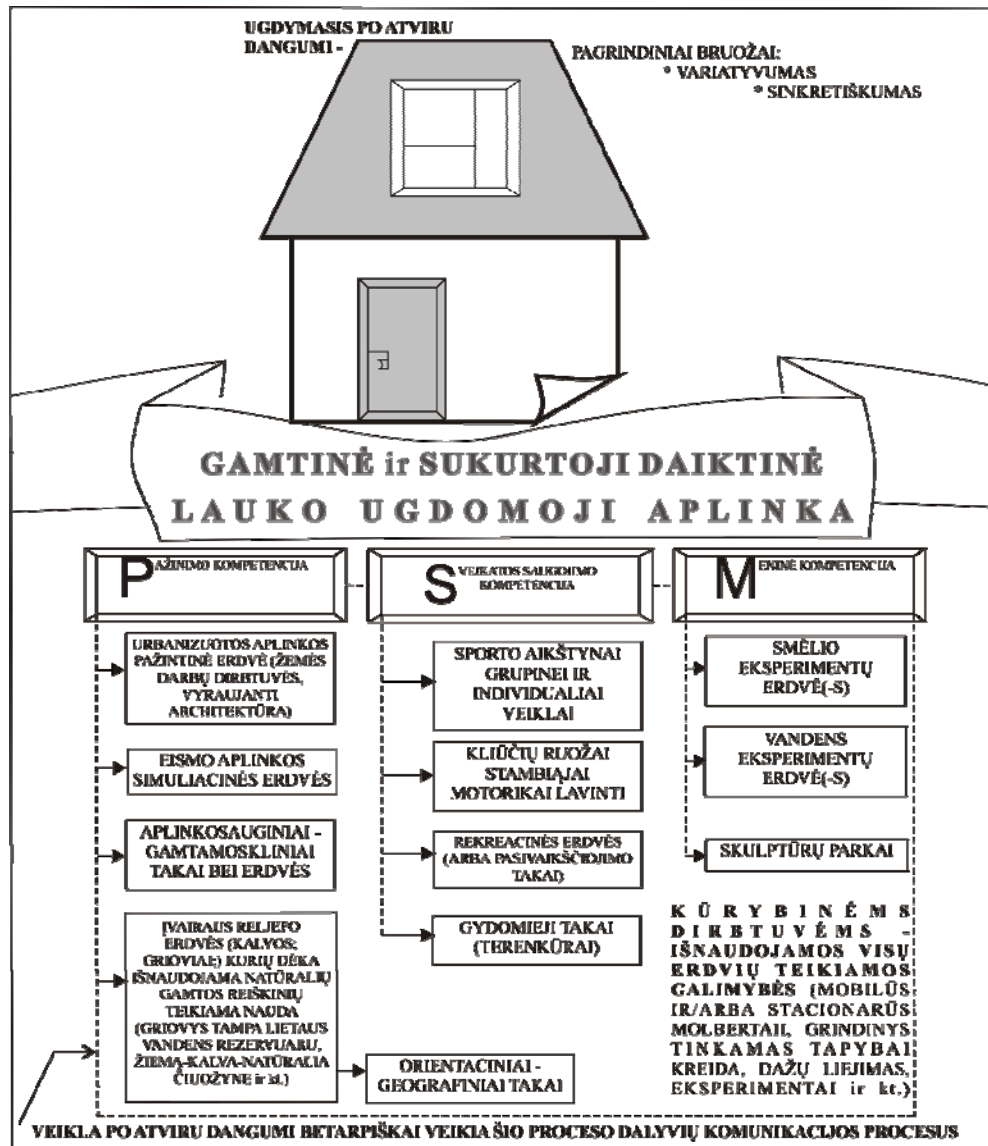 UGDYMASIS PO ATVIRU
DANGUMI -
PAGRINDINIAI BRUOŽAI:
* VARIATYVUMAS
* SINKRETIŠKUMAS
GAMTINĖ ir SUKURTOJI DAIKTINĖ
LAUKO UGDOMOJI APLINKA
PAŽINIMO KOMPETENCIJA
SVEIKATOS SAUGOJIMO
KOMPETENCIJA
MENINĖ KOMPETENCIJA
URBANIZUOTOS APLINKOS
PAŽINTINĖ ERDVĖ (ŽEMĖS
DARBŲ DIRBTUVĖS,
VYRAUJANTI
ARCHITEKTŪRA)
EISMO APLINKOS
SIMULIACINĖS ERDVĖS
APLINKOSAUGINIAI -
GAMTAMOSKLINIAI
TAKAI BEI ERDVĖS
ĮVAIRAUS RELJEFO
ERDVĖS (KALVOS;
GRIOVIAI;) KURIŲ DĖKA
IŠNAUDOJAMA NATŪRALIŲ
GAMTOS REIŠKINIŲ
TEIKIAMA NAUDA
(GRIOVYS TAMPA LIETAUS
VANDENS REZERVUARU,
ŽIEMĄ-KALVA-NATŪRALIA
ČIUOŽYNE ir kt.)
ORIENTACINIAI -
GEOGRAFINIAI TAKAI
SPORTO AIKŠTYNAI
GRUPINEI IR
INDIVIDUALIAI
VEIKLAI
KLIŪČTŲ RUOŽAI
STAMBIAJAI
MOTORIKAI LAVINTI
REKREACINĖS ERDVĖS
(ARBA PASIVAIKŠČIOJIMO
TAKAI)
GYDOMIEJI TAKAI
(TERENKŪRAI)
SMĖLIO
EKSPERIMENTŲ
ERDVĖ(-S)
VANDENS
EKSPERIMENTŲ
ERDVĖ(-S)
SKULPTŪRŲ PARKAI
KŪRYBINĖMS
DIRBTUVĖMS -
IŠNAUDOJAMOS VISŲ
ERDVIŲ TEIKIAMOS
GALIMYBĖS (MOBILŪS
IR/ARBA STACIONARŪS
MOLBERTAII, GRINDINYS
TINKAMAS TAPYBAI
KREIDA, DAŽŲ LIEJIMAS,
EKSPERIMENTAI ir kt.)
VEIKLA PO ATVIRU DANGUMI BETARPIŠKAI VEIKIA ŠIO PROCESO DALYVIŲ KOMUNIKACIJOS PROCESUS